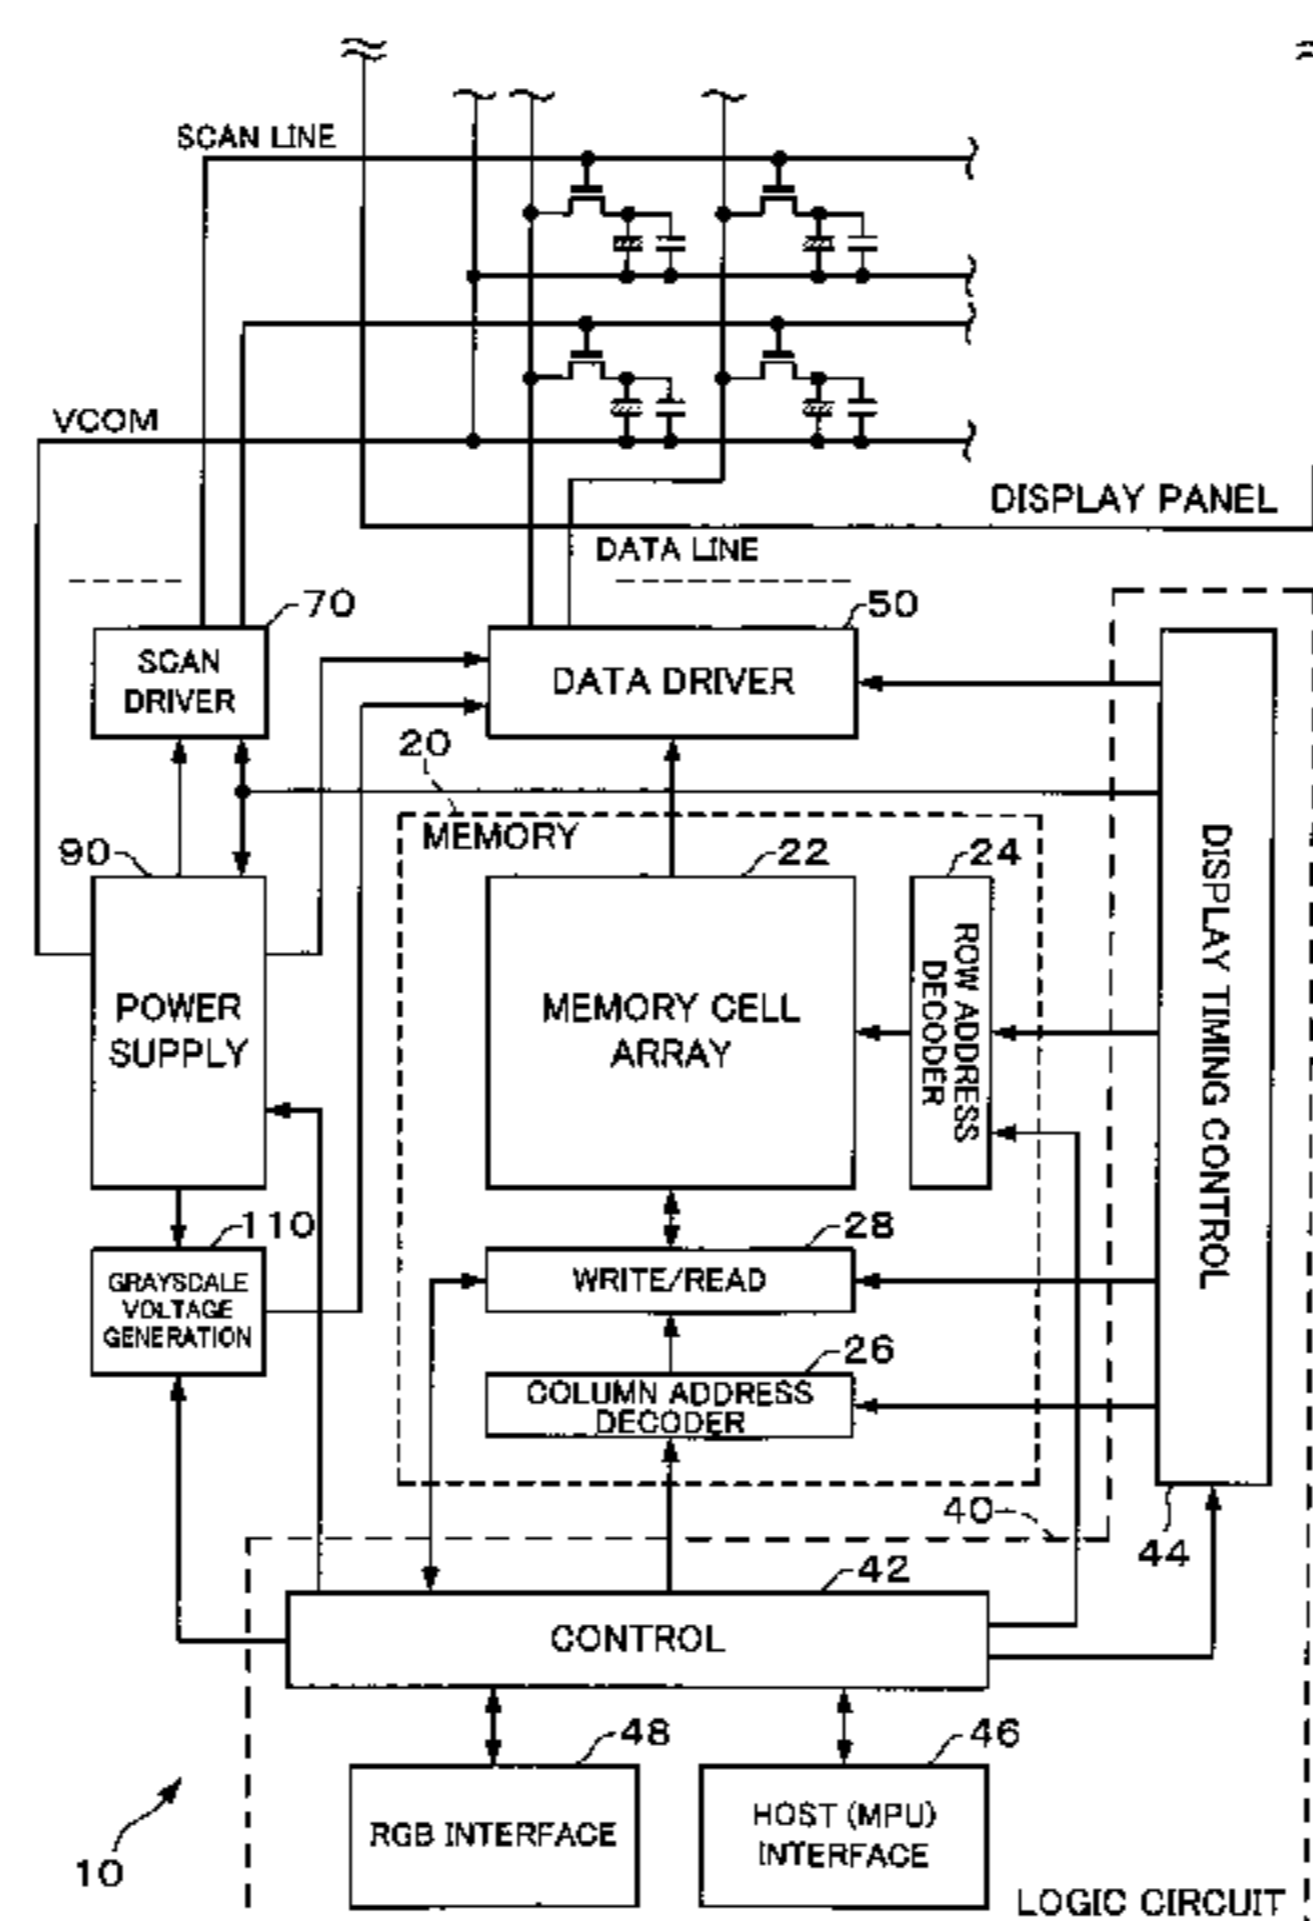 SCAN LINE
VCOM
DISPLAY PANEL
DATA LINE
70
50
SCAN
DRIVER
DATA DRIVER
20
MEMORY
90
22
24
POWER
SUPPLY
MEMORY CELL
ARRAY
ROW ADDRESS
DECODER
DISPLAY TIMING CONTROL
110
28
GRAYSCALE
VOLTAGE
GENERATION
WRITE/READ
26
COLUMN ADDRESS
DECODER
40
44
42
CONTROL
48
46
RGB INTERFACE
HOST (MPU)
INTERFACE
10
LOGIC CIRCUIT